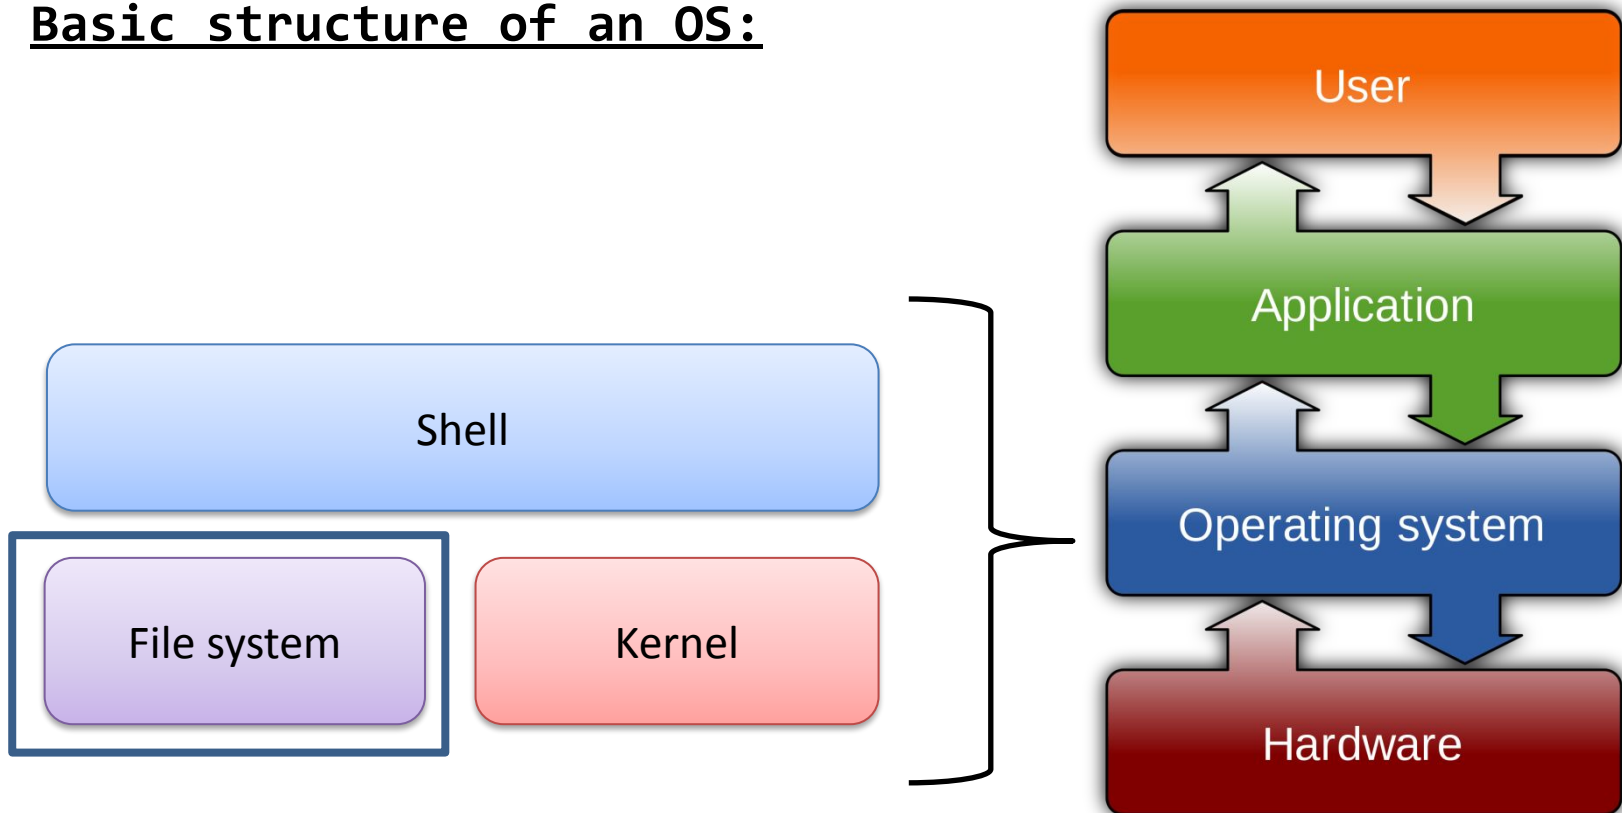 Basic structure of an OS:
User
Application
Shell
Operating system
File system
Kernel
Hardware